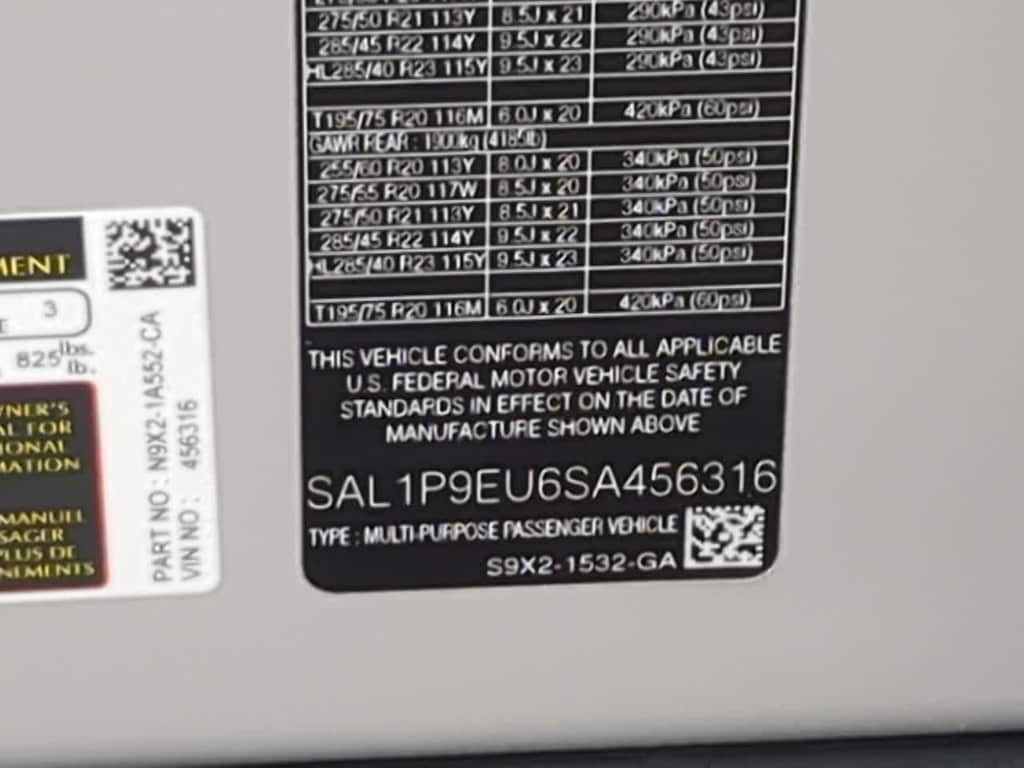 275/50 R21 113Y 8.5J x 21 290kPa (43psi)
285/45 R22 114Y 9.5J x 22 290kPa (43psi)
HL285/40 R23 115Y 9.5J x 23 290kPa (43psi)
T195/75 R20 116M 6.0J x 20 420kPa (60psi)
GAWR REAR : 1900kg (4185lb)
255/60 R20 113Y 8.0J x 20 340kPa (50psi)
275/55 R20 117W 8.5J x 20 340kPa (50psi)
275/50 R21 113Y 8.5J x 21 340kPa (50psi)
285/45 R22 114Y 9.5J x 22 340kPa (50psi)
HL285/40 R23 115Y 9.5J x 23 340kPa (50psi)
T195/75 R20 116M 6.0J x 20 420kPa (60psi)
THIS VEHICLE CONFORMS TO ALL APPLICABLE
U.S. FEDERAL MOTOR VEHICLE SAFETY
STANDARDS IN EFFECT ON THE DATE OF
MANUFACTURE SHOWN ABOVE
SAL1P9EU6SA456316
TYPE : MULTI-PURPOSE PASSENGER VEHICLE
S9X2-1532-GA
MENT
3
825 lbs.
lb.
NER'S
AL FOR
IONAL
MATION
MANUEL
SAGER
PLUS DE
NEMENTS
PART NO : N9X2-1A552-CA
VIN NO : 456316